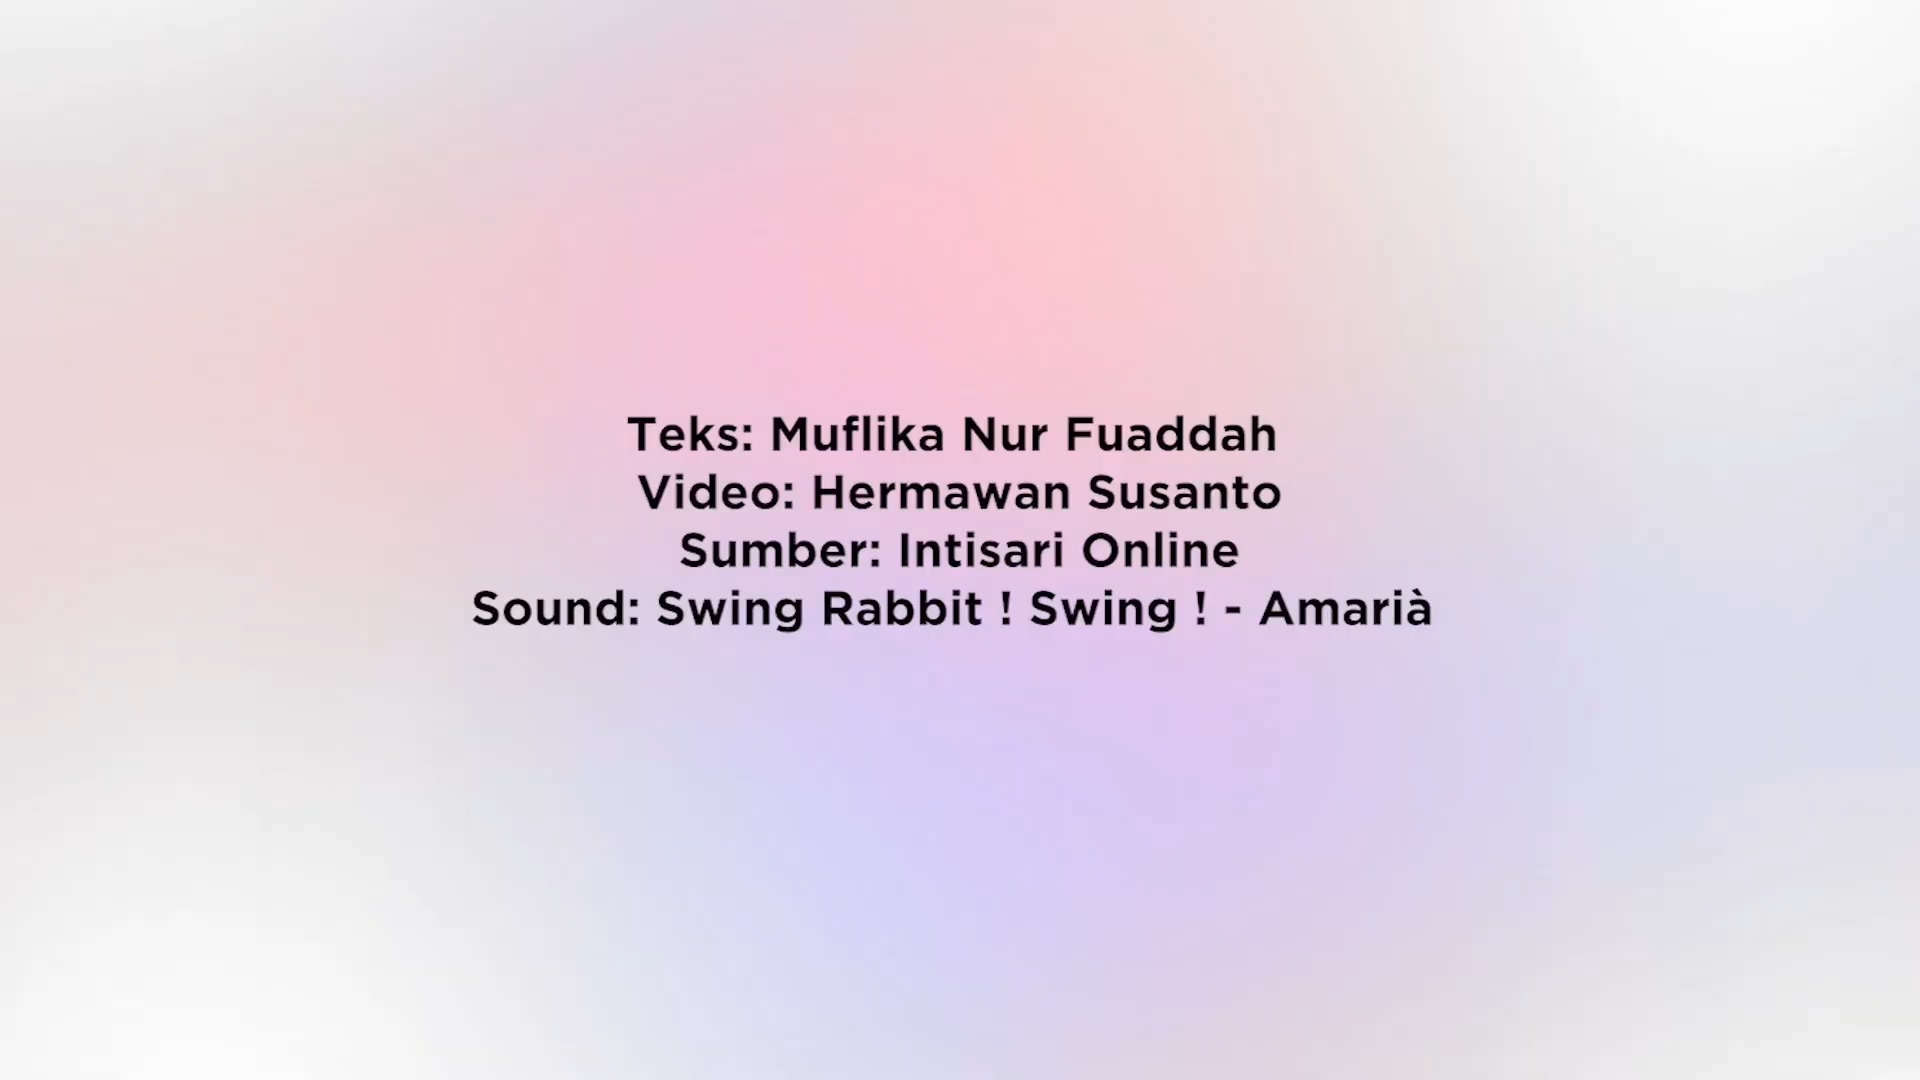 Teks: Muflika Nur Fuaddah
Video: Hermawan Susanto
Sumber: Intisari Online
Sound: Swing Rabbit ! Swing ! - Amarià